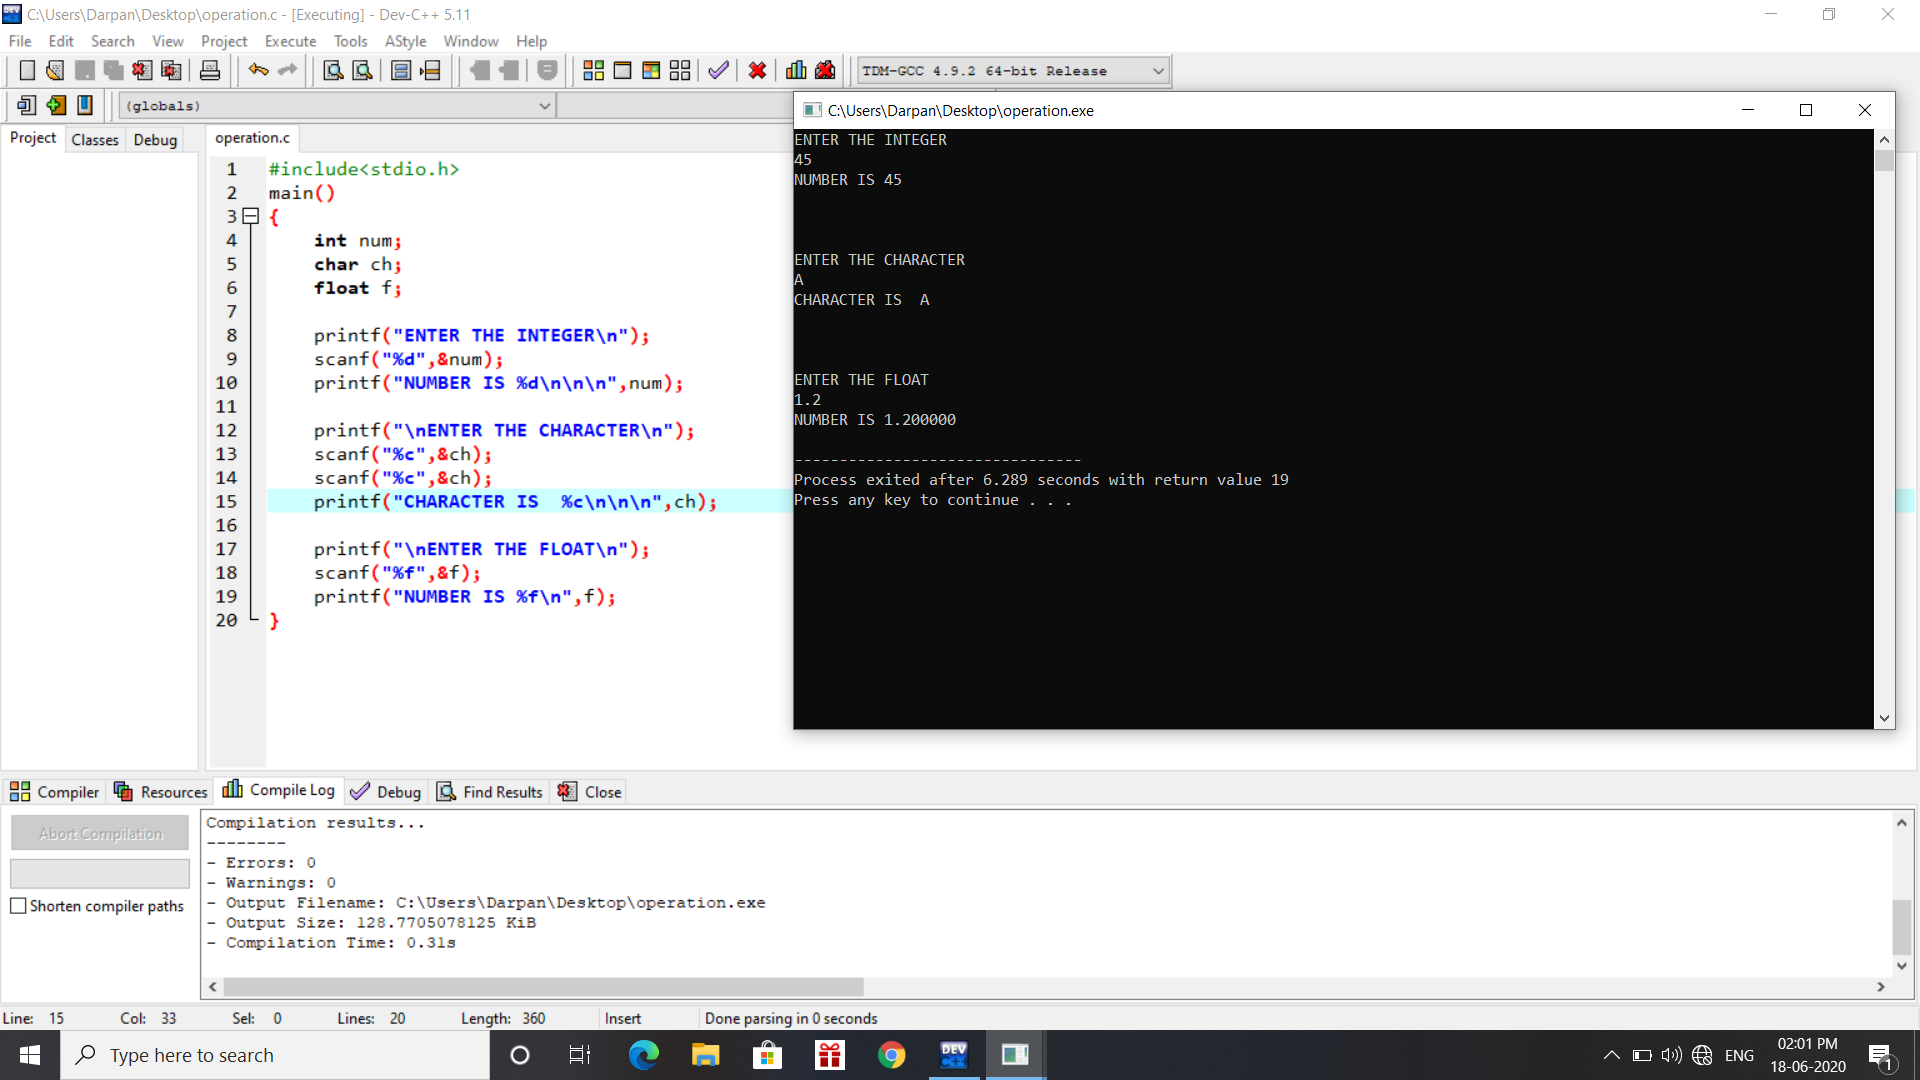 C:\Users\Darpan\Desktop\operation.c - [Executing] - Dev-C++ 5.11
File Edit Search View Project Execute Tools AStyle Window Help
TDM-GCC 4.9.2 64-bit Release
(globals)
Project Classes Debug
operation.c
1 #include<stdio.h>
2 main()
3 {
4 int num;
5 char ch;
6 float f;
7
8 printf("ENTER THE INTEGER\n");
9 scanf("%d",&num);
10 printf("NUMBER IS %d\n\n\n",num);
11
12 printf("\nENTER THE CHARACTER\n");
13 scanf("%c",&ch);
14 scanf("%c",&ch);
15 printf("CHARACTER IS  %c\n\n\n",ch);
16
17 printf("\nENTER THE FLOAT\n");
18 scanf("%f",&f);
19 printf("NUMBER IS %f\n",f);
20 }
C:\Users\Darpan\Desktop\operation.exe
ENTER THE INTEGER
45
NUMBER IS 45
ENTER THE CHARACTER
A
CHARACTER IS  A
ENTER THE FLOAT
1.2
NUMBER IS 1.200000
--------------------------------
Process exited after 6.289 seconds with return value 19
Press any key to continue . . .
Compiler Resources Compile Log Debug Find Results Close
Abort Compilation
Shorten compiler paths
Compilation results...
--------
- Errors: 0
- Warnings: 0
- Output Filename: C:\Users\Darpan\Desktop\operation.exe
- Output Size: 128.7705078125 KiB
- Compilation Time: 0.31s
Line: 15 Col: 33 Sel: 0 Lines: 20 Length: 360 Insert Done parsing in 0 seconds
Type here to search
DEV C++
ENG
02:01 PM
18-06-2020
1